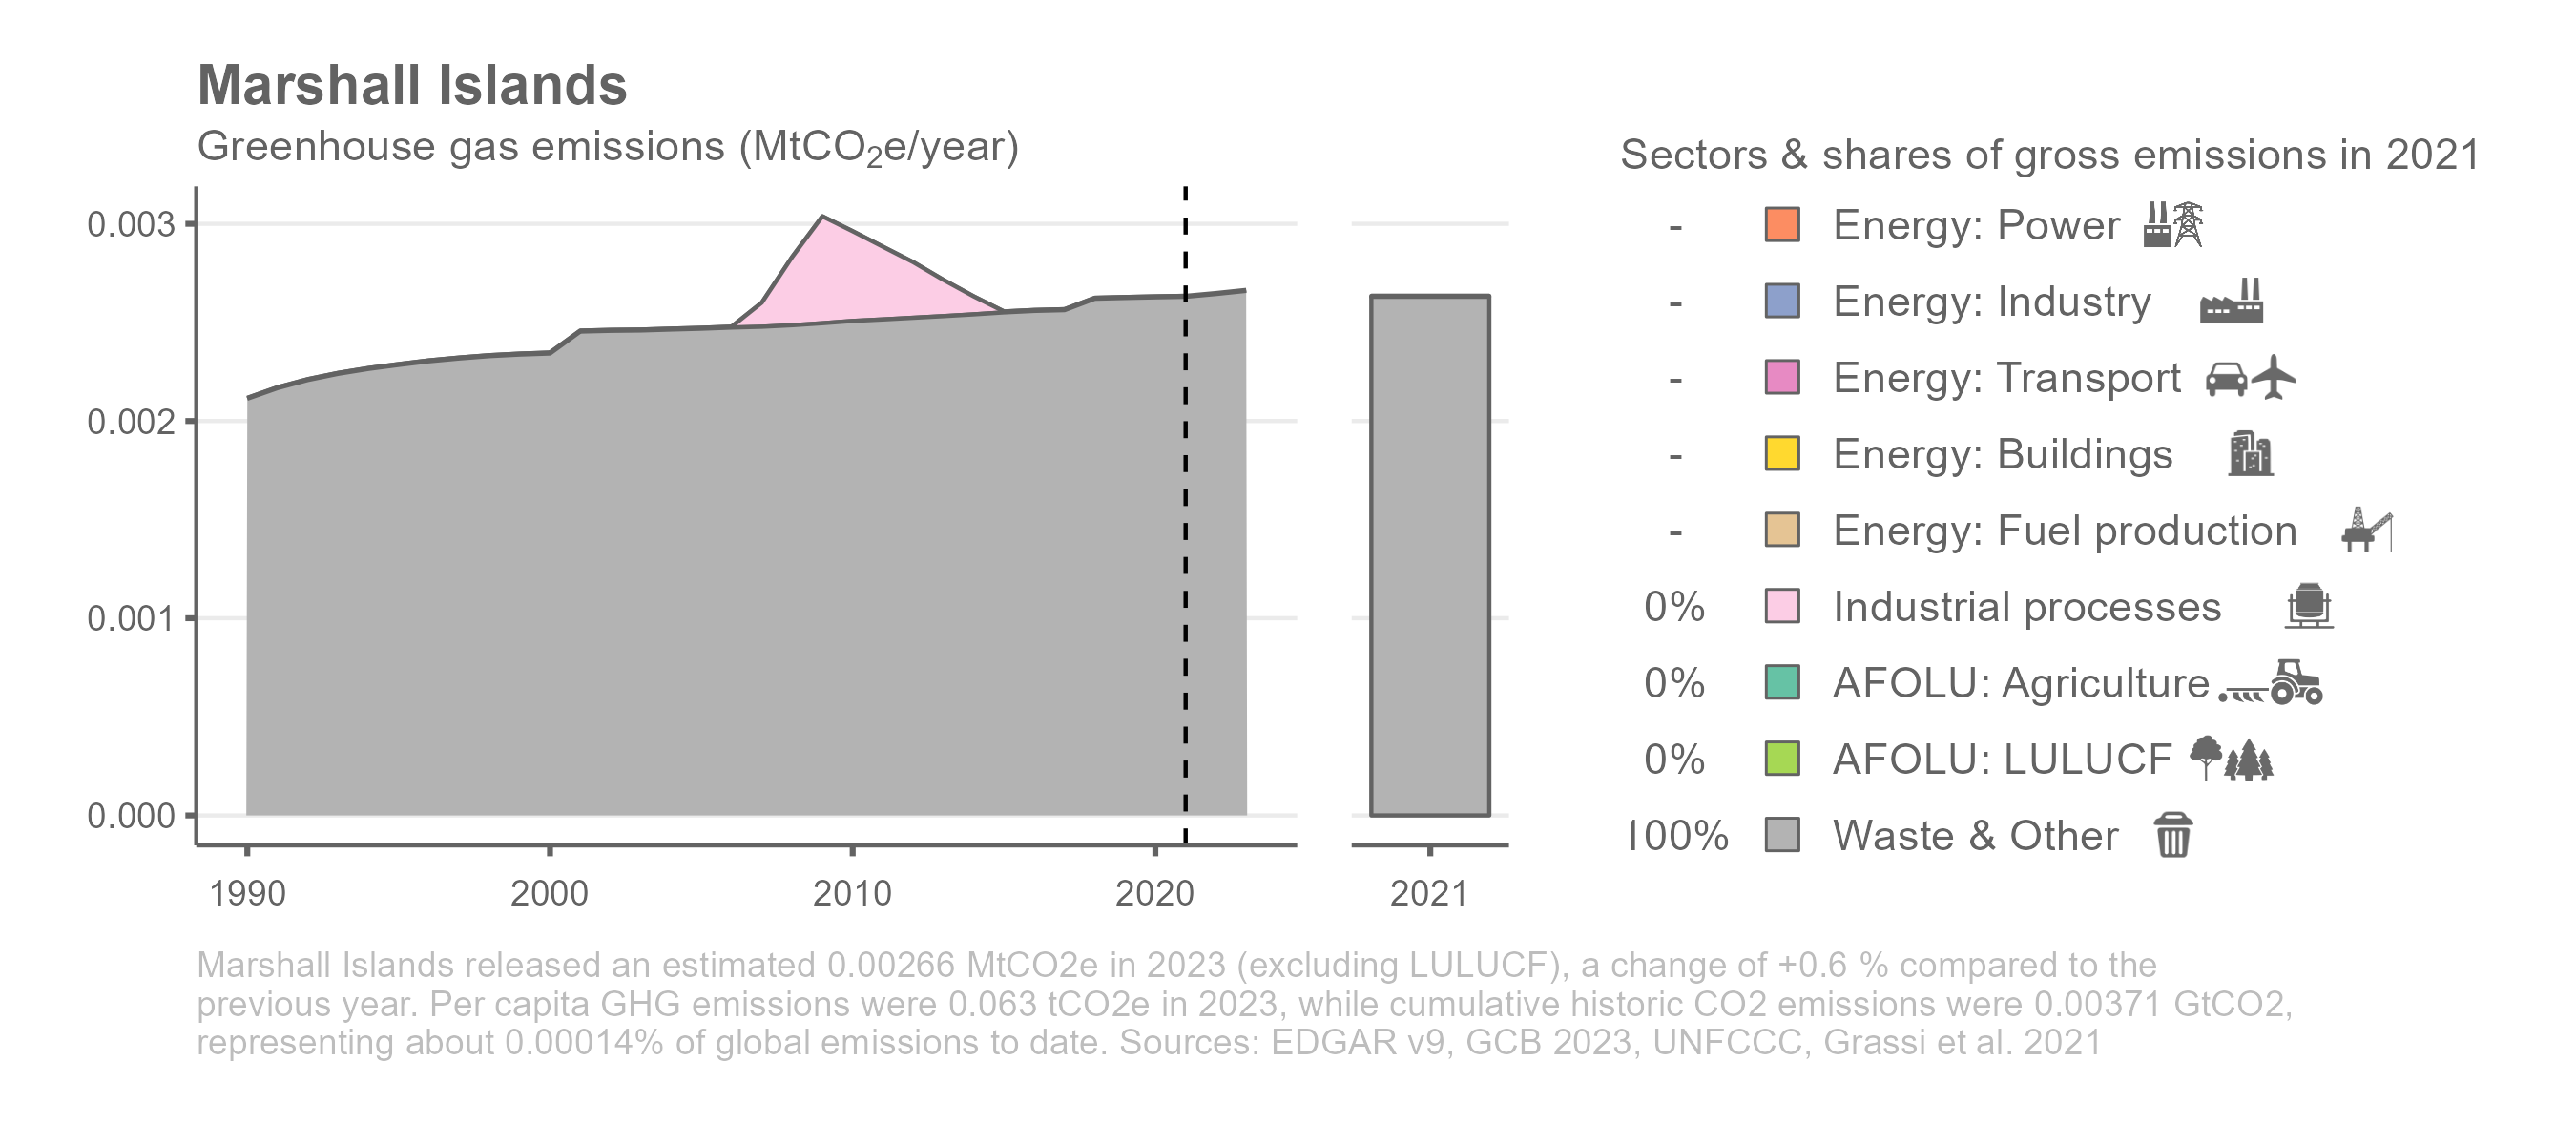 Marshall Islands
Greenhouse gas emissions (MtCO₂e/year)
0.003
0.002
0.001
0.000
1990 2000 2010 2020 2021
Sectors & shares of gross emissions in 2021
- Energy: Power
- Energy: Industry
- Energy: Transport
- Energy: Buildings
- Energy: Fuel production
0% Industrial processes
0% AFOLU: Agriculture
0% AFOLU: LULUCF
100% Waste & Other
Marshall Islands released an estimated 0.00266 MtCO2e in 2023 (excluding LULUCF), a change of +0.6 % compared to the
previous year. Per capita GHG emissions were 0.063 tCO2e in 2023, while cumulative historic CO2 emissions were 0.00371 GtCO2,
representing about 0.00014% of global emissions to date. Sources: EDGAR v9, GCB 2023, UNFCCC, Grassi et al. 2021